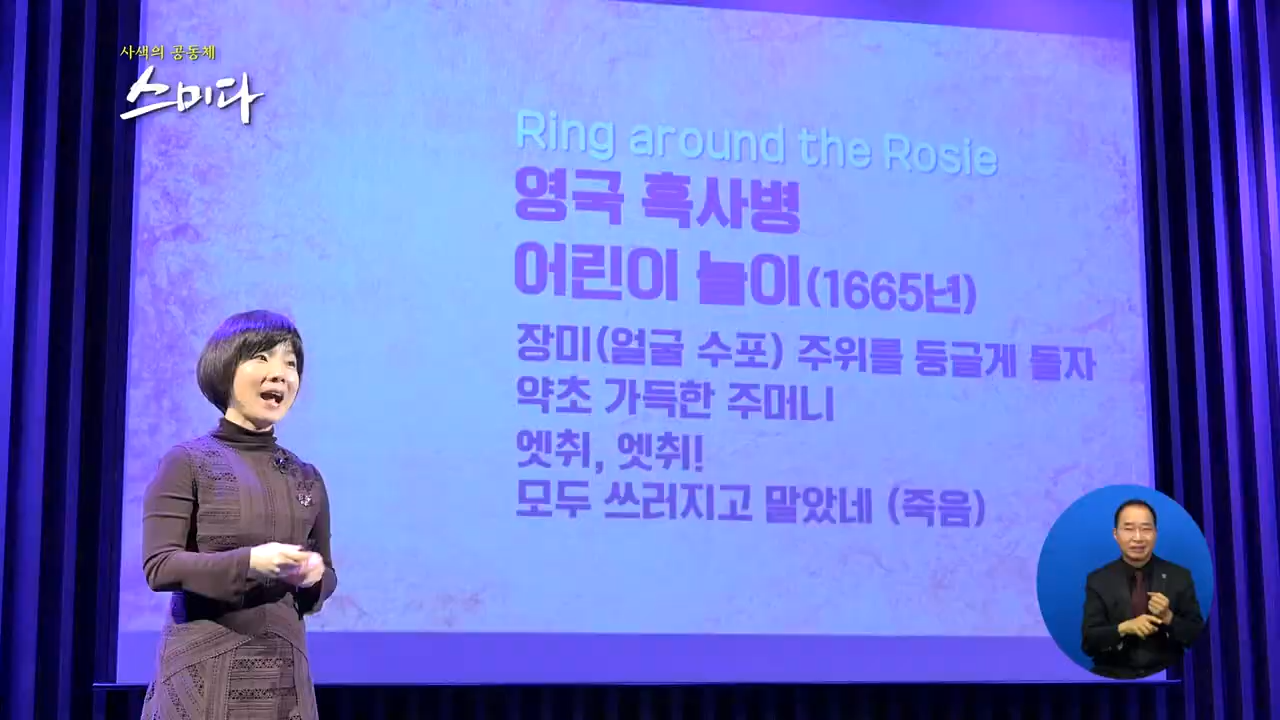 사색의 공동체
스미다
Ring around the Rosie
영국 흑사병
어린이 놀이(1665년)
장미(얼굴 수포) 주위를 둥글게 돌자
약초 가득한 주머니
엣취, 엣취!
모두 쓰러지고 말았네 (죽음)